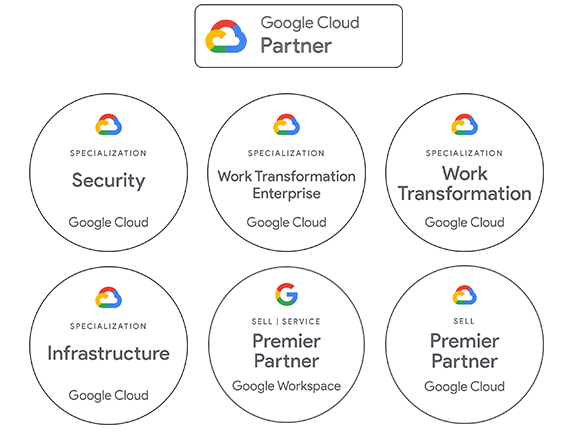 Google Cloud
Partner
SPECIALIZATION
Security
Google Cloud
SPECIALIZATION
Work Transformation
Enterprise
Google Cloud
SPECIALIZATION
Work
Transformation
Google Cloud
SPECIALIZATION
Infrastructure
Google Cloud
G
SELL | SERVICE
Premier
Partner
Google Workspace
SELL
Premier
Partner
Google Cloud